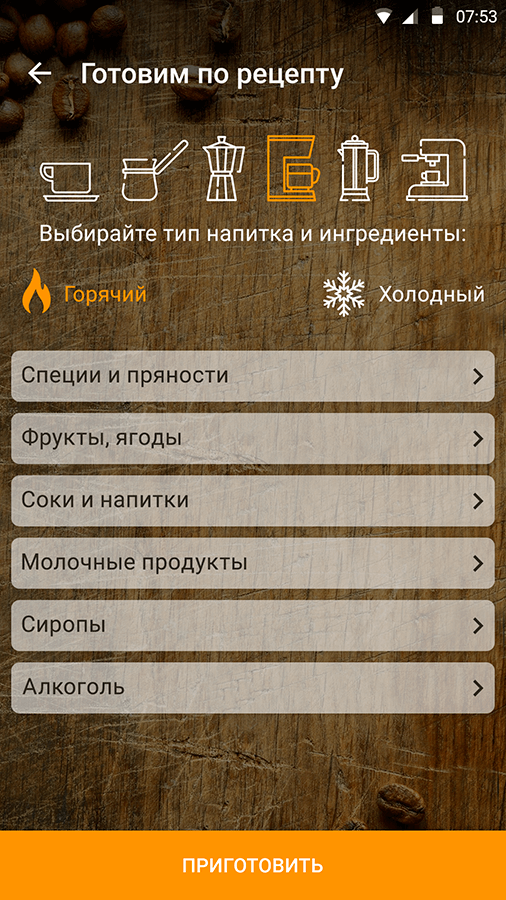 07:53
Готовим по рецепту
Выбирайте тип напитка и ингредиенты:
Горячий
Холодный
Специи и пряности
Фрукты, ягоды
Соки и напитки
Молочные продукты
Сиропы
Алкоголь
ПРИГОТОВИТЬ